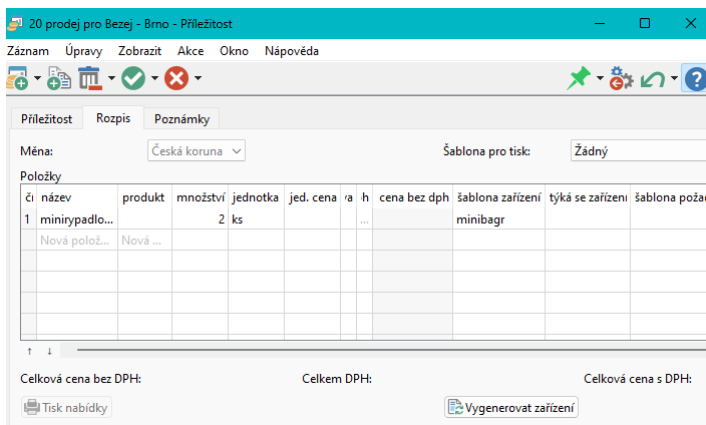 20 prodej pro Bezej - Brno - Příležitost
Záznam Úpravy Zobrazit Akce Okno Nápověda
Příležitost Rozpis Poznámky
Měna: Česká koruna Šablona pro tisk: Žádný
Položky
název produkt množství jednotka jed. cena cena bez dph šablona zařízení týká se zařízení šablona požad
1 minirypadlo... 2 ks ... minibagr
Nová polož... Nová ...
Celková cena bez DPH: Celkem DPH: Celková cena s DPH:
Tisk nabídky Vygenerovat zařízení